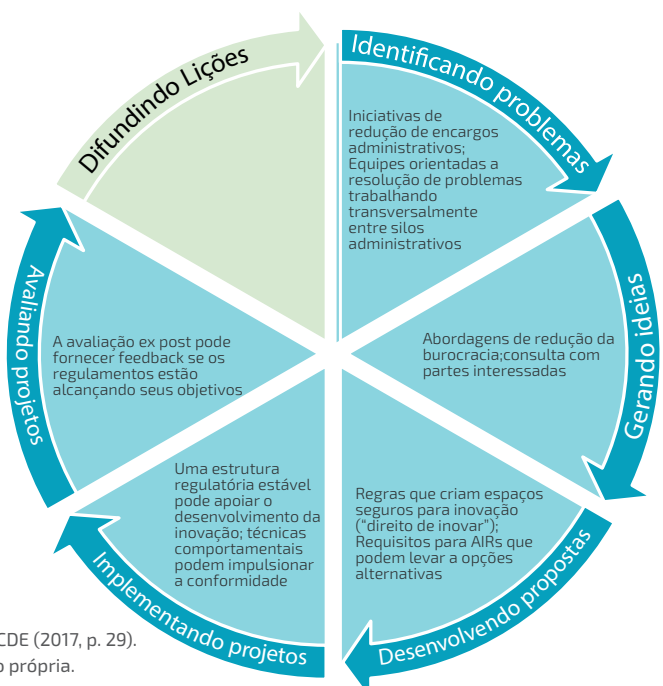 Identificando problemas
Iniciativas de
redução de encargos
administrativos;
Equipes orientadas a
resolução de problemas
trabalhando
transversalmente
entre silos
administrativos
Gerando ideias
Abordagens de redução da
burocracia;consulta com
partes interessadas
Desenvolvendo propostas
Regras que criam espaços
seguros para inovação
(“direito de inovar”);
Requisitos para AIRs que
podem levar a opções
alternativas
Implementando projetos
Uma estrutura
regulatória estável
pode apoiar o
desenvolvimento da
inovação; técnicas
comportamentais
podem impulsionar
a conformidade
Avaliando projetos
A avaliação ex post pode
fornecer feedback se os
regulamentos estão
alcançando seus objetivos
Difundindo Lições
CDE (2017, p. 29).
o própria.